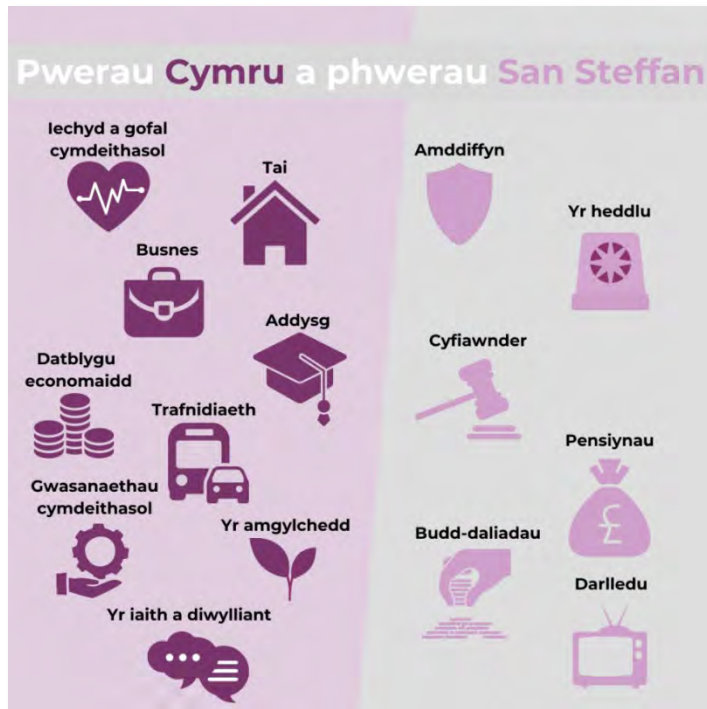 Pwerau Cymru a phwerau San Steffan
Iechyd a gofal
cymdeithasol
Tai
Busnes
Addysg
Datblygu
economaidd
Trafnidiaeth
Gwasanaethau
cymdeithasol
Yr amgylchedd
Yr iaith a diwylliant
Amddiffyn
Yr heddlu
Cyfiawnder
Pensiynau
£
Budd-daliadau
Darlledu